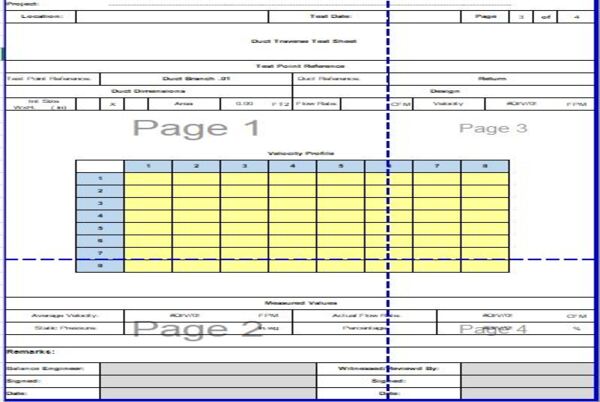 Project:
Location: Test Date: Page 3 of 4
Duct Traverse Test Sheet
Test Point Reference
Test Point Reference: Duct Branch .01 Duct Reference: Return
Duct Dimensions Design
Int. Size X Area 0.00 FT2 Flow Rate CFM Velocity #DIV/0! FPM
Page 1 Page 3
Velocity Profile
1 2 3 4 5 6 7 8
1
2
3
4
5
6
7
8
Measured Values
Average Velocity: #DIV/0! FPM Actual Flow Rate: #DIV/0! CFM
Static Pressure: in.wg Percentage #DIV/0! %
Page 2 Page 4
Remarks:
Balance Engineer: Witnessed/Reviewed By:
Signed: Signed:
Date: Date: